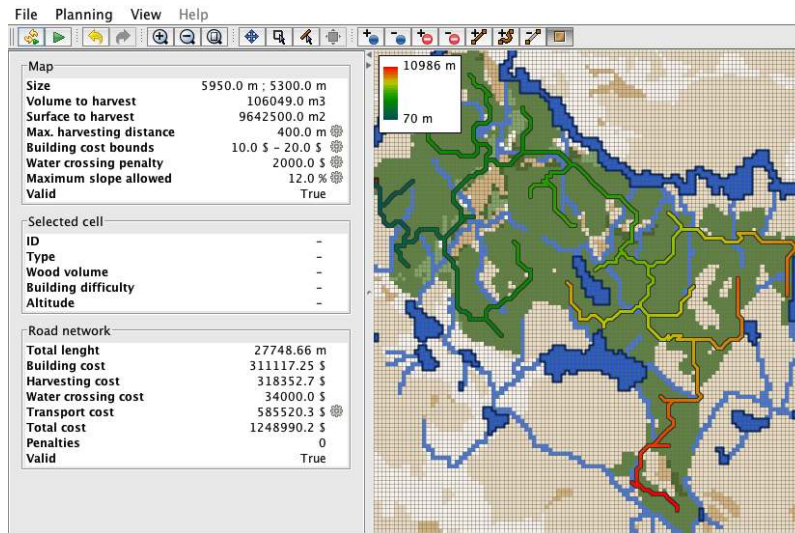 File Planning View Help
Map
Size 5950.0 m ; 5300.0 m
Volume to harvest 106049.0 m3
Surface to harvest 9642500.0 m2
Max. harvesting distance 400.0 m
Building cost bounds 10.0 $ - 20.0 $
Water crossing penalty 2000.0 $
Maximum slope allowed 12.0 %
Valid True
Selected cell
ID –
Type –
Wood volume –
Building difficulty –
Altitude –
Road network
Total lenght 27748.66 m
Building cost 311117.25 $
Harvesting cost 318352.7 $
Water crossing cost 34000.0 $
Transport cost 585520.3 $
Total cost 1248990.2 $
Penalties 0
Valid True
10986 m
70 m